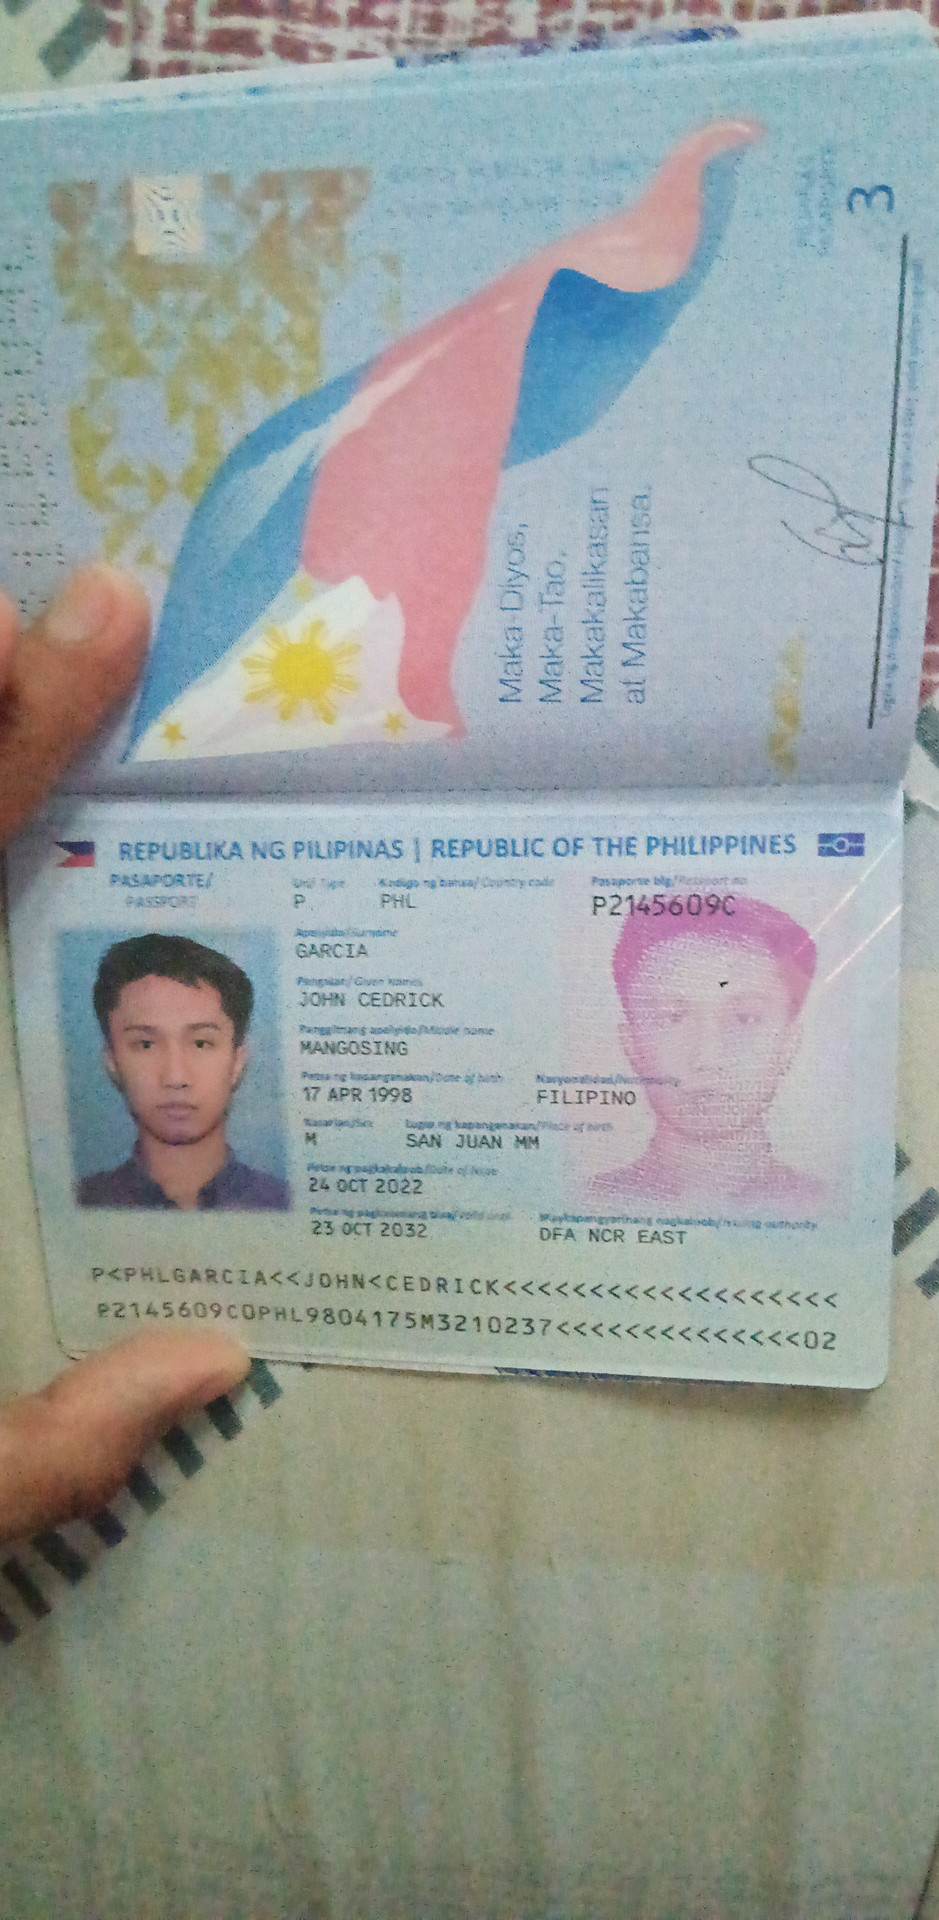 3
Maka-Diyos,
Maka-Tao,
Makakalikasan
at Makabansa.
REPUBLIKA NG PILIPINAS | REPUBLIC OF THE PHILIPPINES
PASAPORTE/
PASSPORT
Uri/ Type
Kodigo ng bansa/ Country code
Pasaporte blg/Passport no.
P
PHL
P2145609C
Apelyido/Surname
GARCIA
Pangalan/ Given names
JOHN CEDRICK
Panggitnang apelyido/Middle name
MANGOSING
Petsa ng kapanganakan/Date of birth
Nasyonalidad/Nationality
17 APR 1998
FILIPINO
Kasarian/Sex
Lugar ng kapanganakan/Place of birth
M
SAN JUAN MM
Petsa ng pagkakaloob/Date of issue
24 OCT 2022
Petsa ng pagkawalang bisa/Valid until
Maykapangyarihang nagkaloob/Issuing authority
23 OCT 2032
DFA NCR EAST
P<PHLGARCIA<<JOHN<CEDRICK<<<<<<<<<<<<<<<<<<<
P2145609C0PHL9804175M3210237<<<<<<<<<<<<<<02